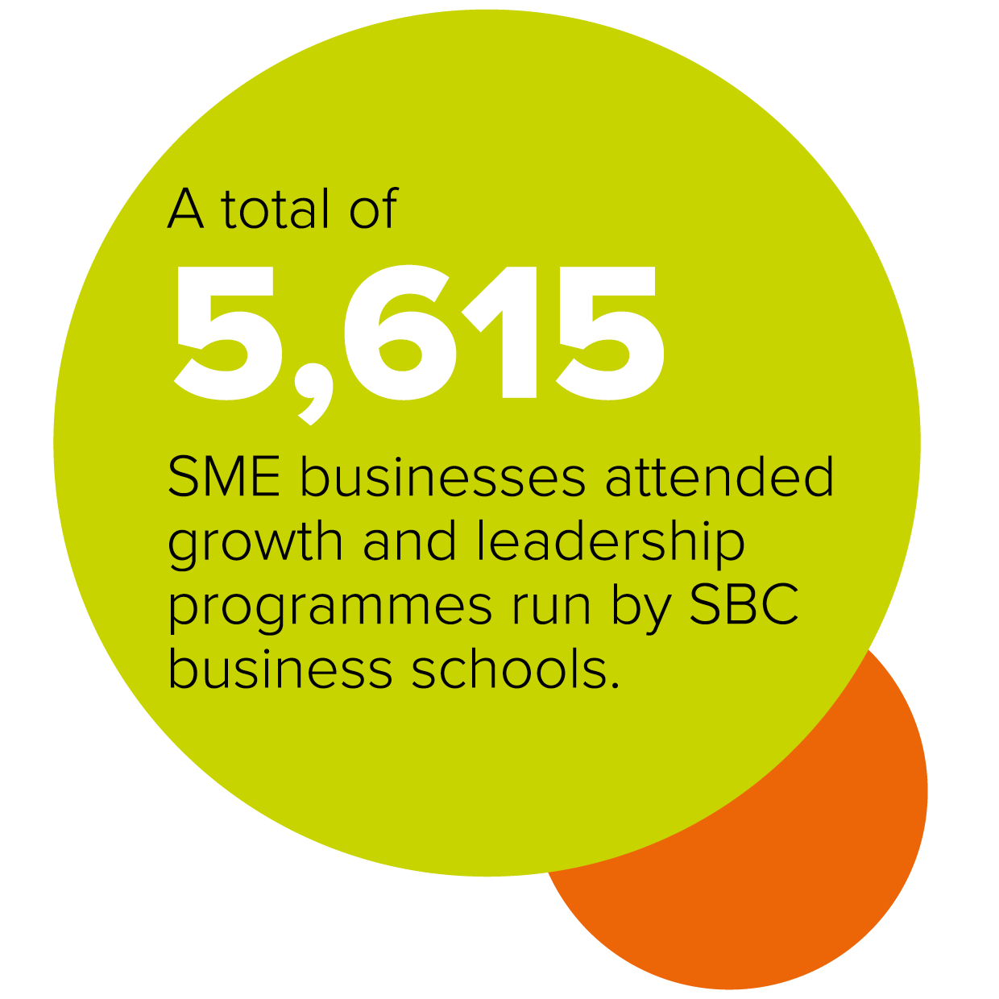 A total of
5,615
SME businesses attended
growth and leadership
programmes run by SBC
business schools.